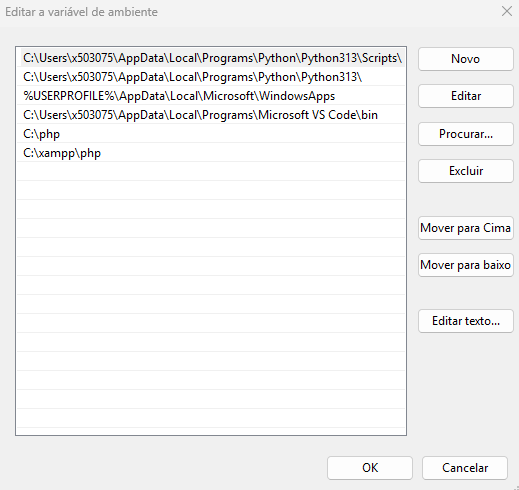 Editar a variável de ambiente
C:\Users\x503075\AppData\Local\Programs\Python\Python313\Scripts\
C:\Users\x503075\AppData\Local\Programs\Python\Python313\
%USERPROFILE%\AppData\Local\Microsoft\WindowsApps
C:\Users\x503075\AppData\Local\Programs\Microsoft VS Code\bin
C:\php
C:\xampp\php
Novo
Editar
Procurar...
Excluir
Mover para Cima
Mover para baixo
Editar texto...
OK
Cancelar